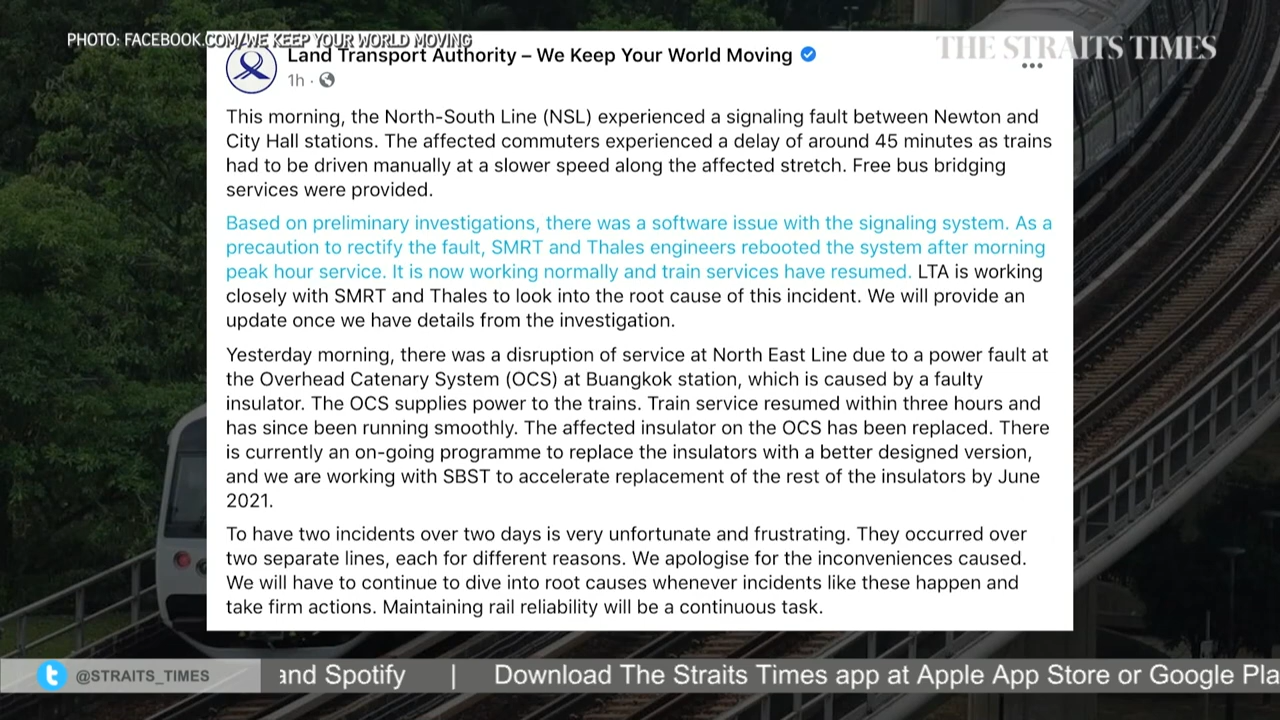 PHOTO: FACEBOOK.COM/WE KEEP YOUR WORLD MOVING
THE STRAITS TIMES
Land Transport Authority – We Keep Your World Moving
1h ·
This morning, the North-South Line (NSL) experienced a signaling fault between Newton and
City Hall stations. The affected commuters experienced a delay of around 45 minutes as trains
had to be driven manually at a slower speed along the affected stretch. Free bus bridging
services were provided.
Based on preliminary investigations, there was a software issue with the signaling system. As a
precaution to rectify the fault, SMRT and Thales engineers rebooted the system after morning
peak hour service. It is now working normally and train services have resumed. LTA is working
closely with SMRT and Thales to look into the root cause of this incident. We will provide an
update once we have details from the investigation.
Yesterday morning, there was a disruption of service at North East Line due to a power fault at
the Overhead Catenary System (OCS) at Buangkok station, which is caused by a faulty
insulator. The OCS supplies power to the trains. Train service resumed within three hours and
has since been running smoothly. The affected insulator on the OCS has been replaced. There
is currently an on-going programme to replace the insulators with a better designed version,
and we are working with SBST to accelerate replacement of the rest of the insulators by June
2021.
To have two incidents over two days is very unfortunate and frustrating. They occurred over
two separate lines, each for different reasons. We apologise for the inconveniences caused.
We will have to continue to dive into root causes whenever incidents like these happen and
take firm actions. Maintaining rail reliability will be a continuous task.
@STRAITS_TIMES
and Spotify | Download The Straits Times app at Apple App Store or Google Pla